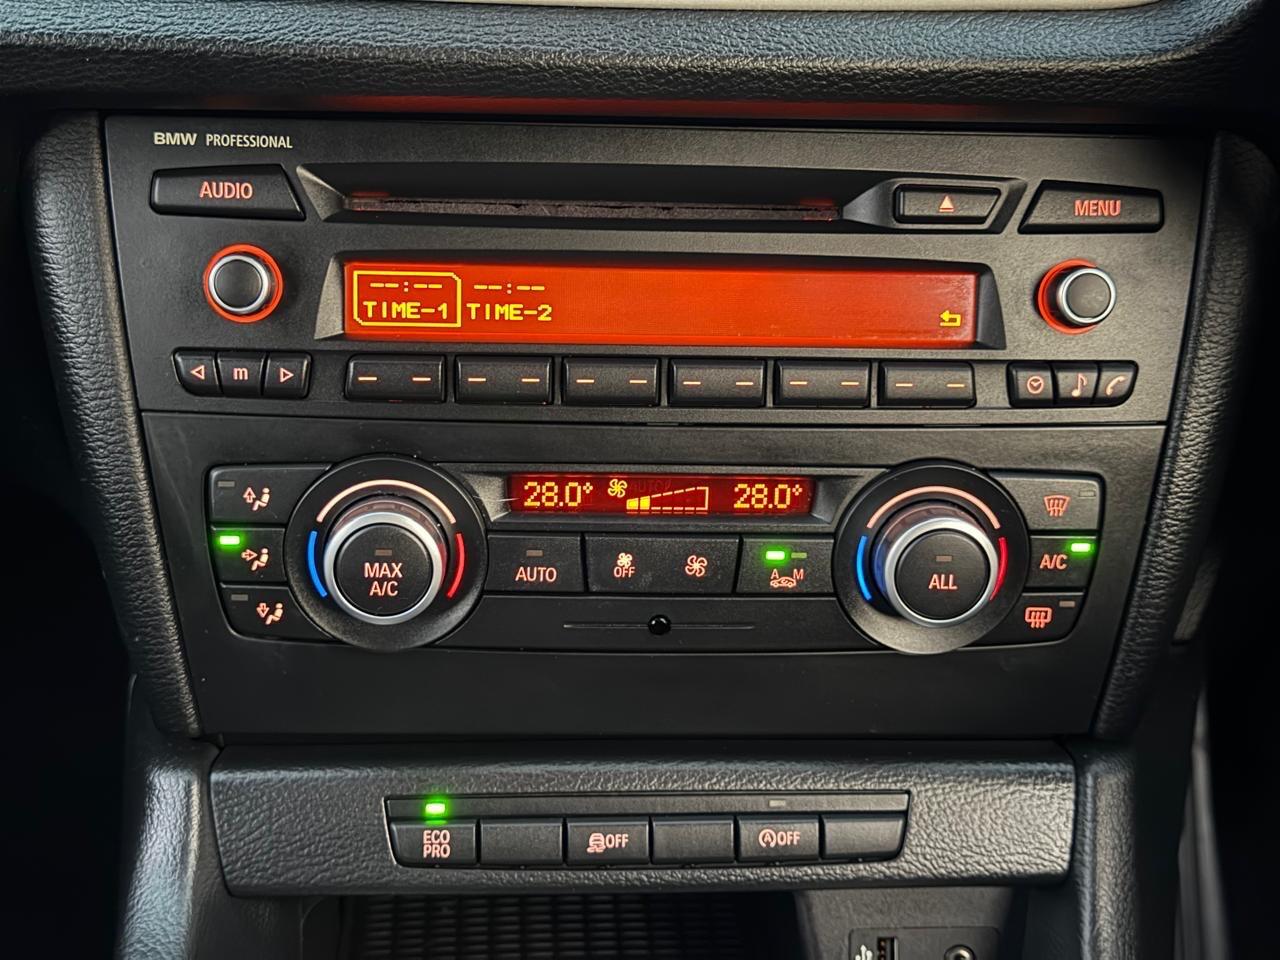 BMW PROFESSIONAL
AUDIO
MENU
--:-- --:--
TIME-1 TIME-2
m
28.0° AUTO 28.0°
MAX
A/C
AUTO
OFF
A M
ALL
A/C
ECO
PRO
OFF
A OFF